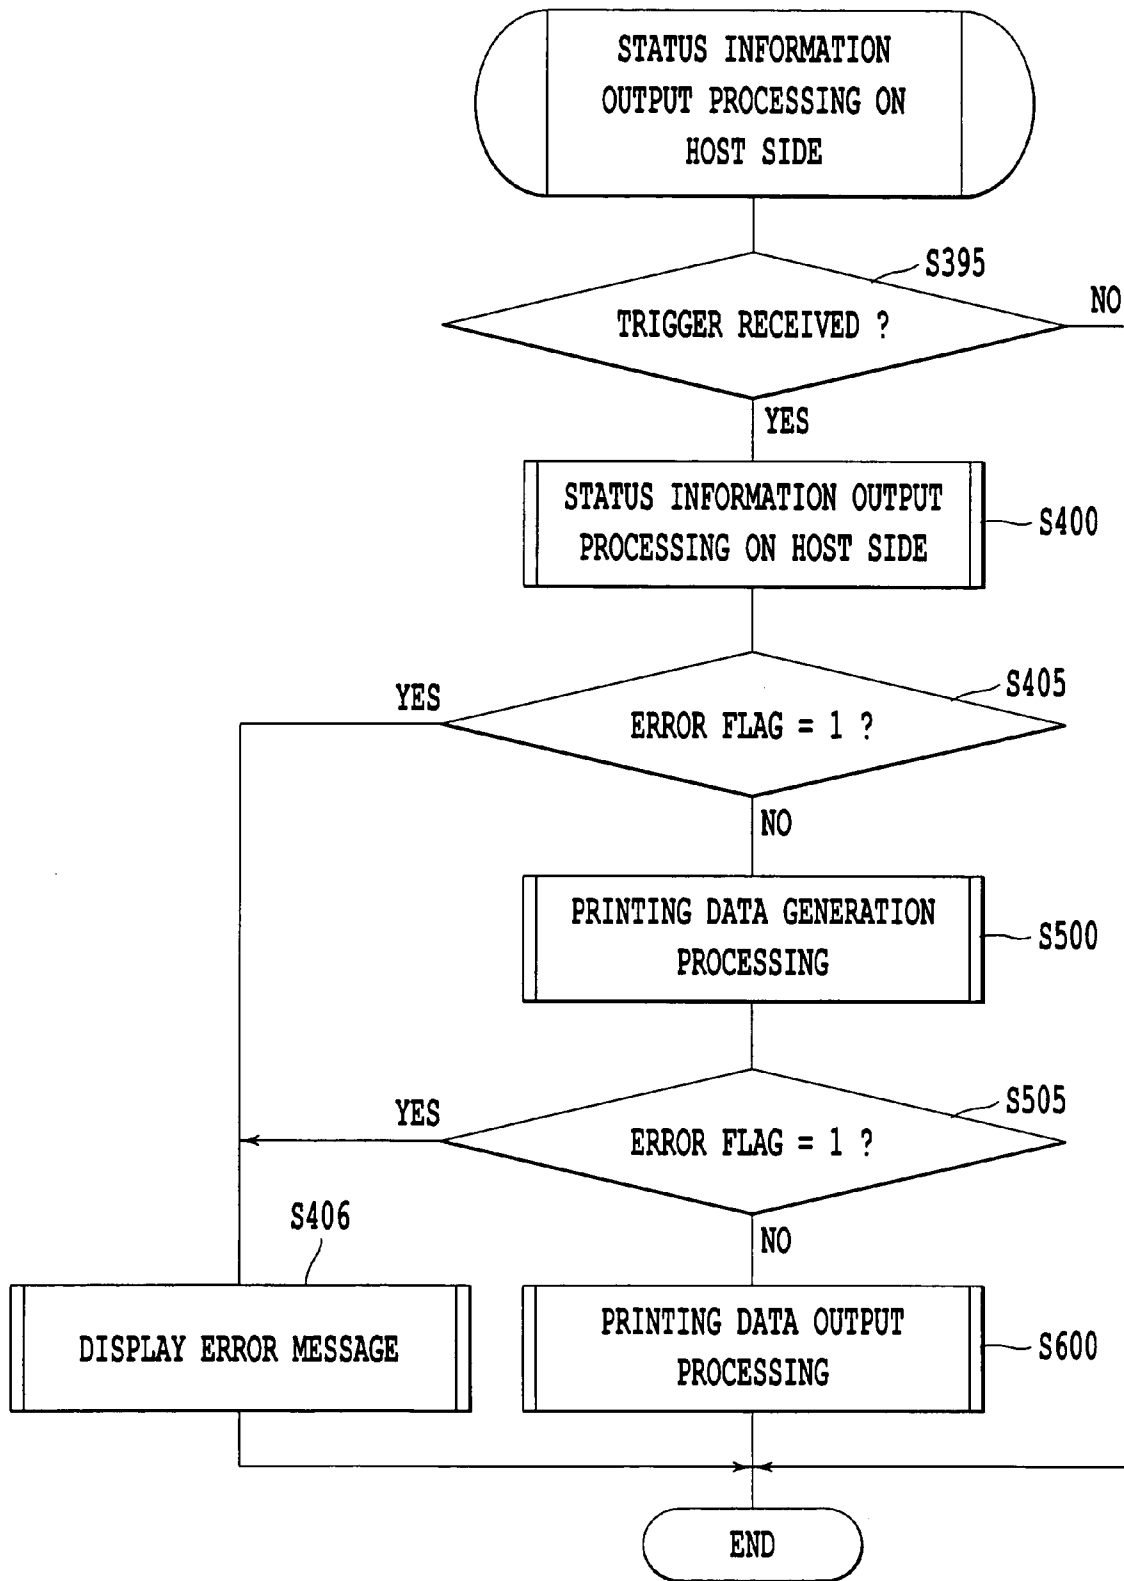 STATUS INFORMATION
OUTPUT PROCESSING ON
HOST SIDE
S395
NO
TRIGGER RECEIVED ?
YES
STATUS INFORMATION OUTPUT
PROCESSING ON HOST SIDE
S400
S405
YES
ERROR FLAG = 1 ?
NO
PRINTING DATA GENERATION
PROCESSING
S500
S505
YES
ERROR FLAG = 1 ?
NO
S406
DISPLAY ERROR MESSAGE
PRINTING DATA OUTPUT
PROCESSING
S600
END